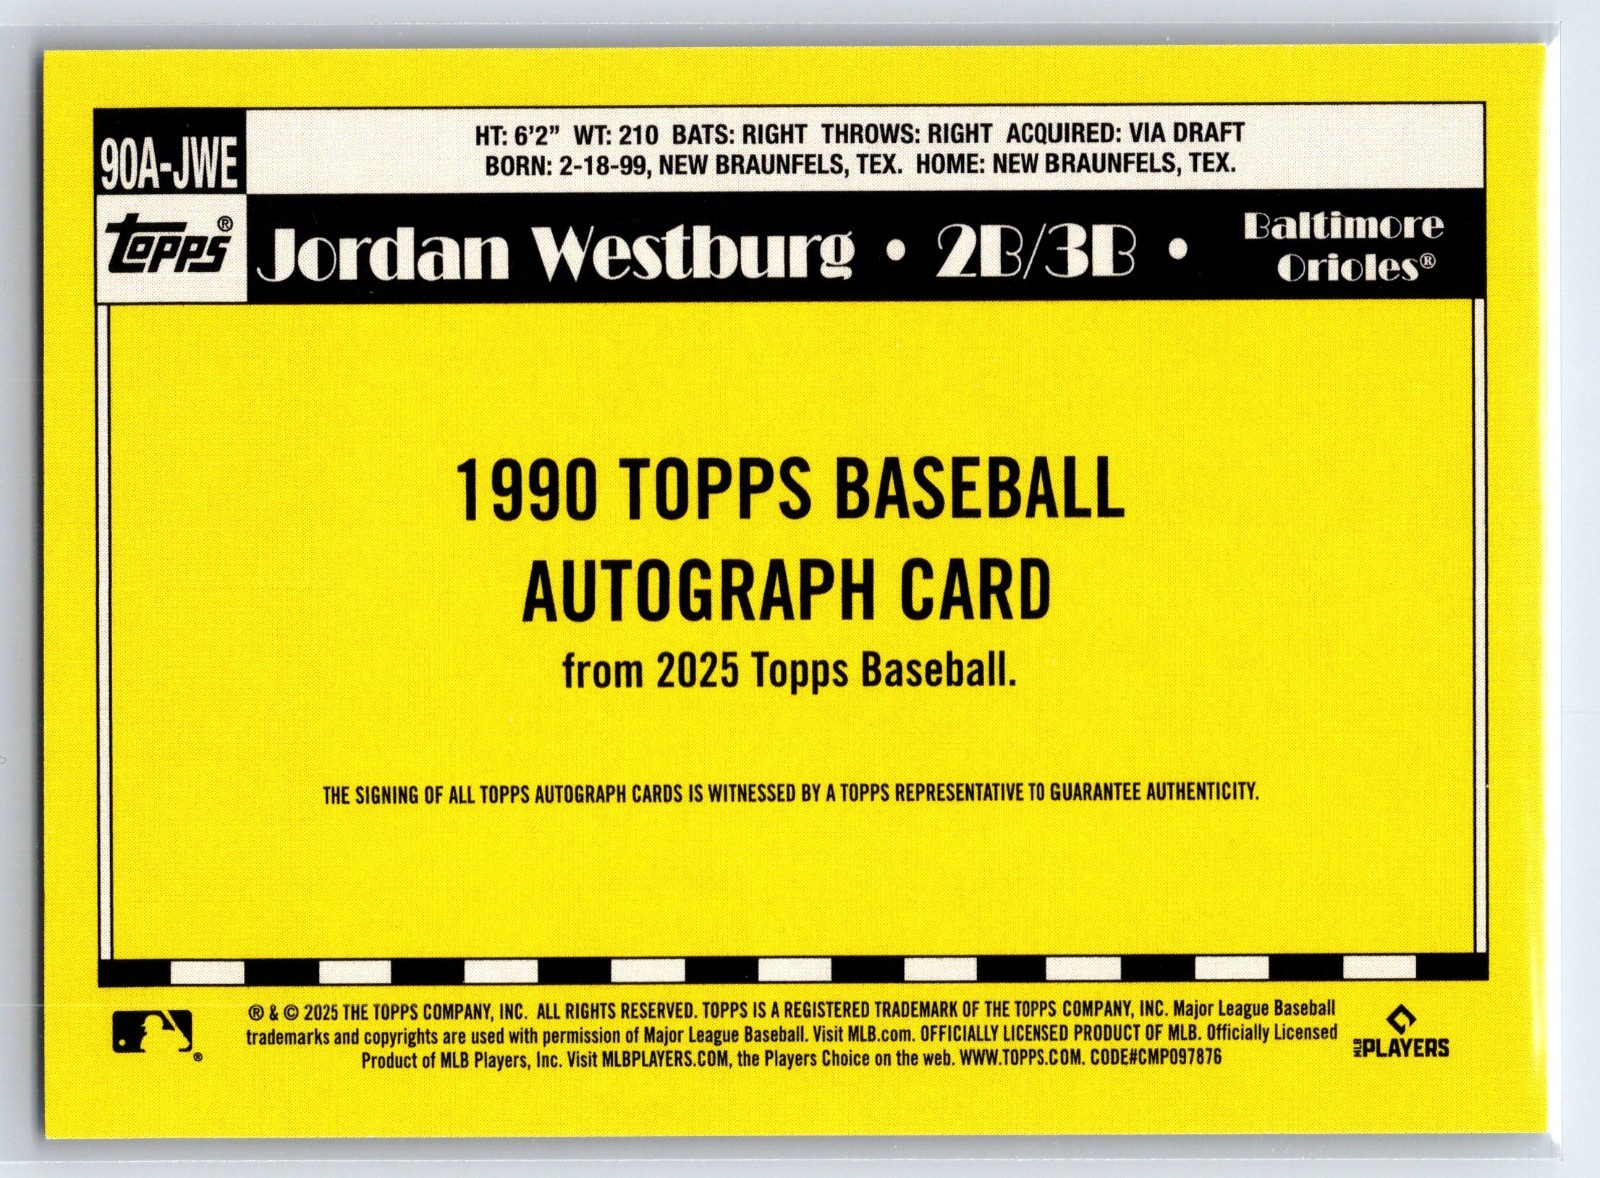 90A-JWE
HT: 6'2" WT: 210 BATS: RIGHT THROWS: RIGHT ACQUIRED: VIA DRAFT
BORN: 2-18-99, NEW BRAUNFELS, TEX. HOME: NEW BRAUNFELS, TEX.
topps®
Jordan Westburg • 2B/3B •
Baltimore
Orioles®
1990 TOPPS BASEBALL
AUTOGRAPH CARD
from 2025 Topps Baseball.
THE SIGNING OF ALL TOPPS AUTOGRAPH CARDS IS WITNESSED BY A TOPPS REPRESENTATIVE TO GUARANTEE AUTHENTICITY.
® & © 2025 THE TOPPS COMPANY, INC. ALL RIGHTS RESERVED. TOPPS IS A REGISTERED TRADEMARK OF THE TOPPS COMPANY, INC. Major League Baseball
trademarks and copyrights are used with permission of Major League Baseball. Visit MLB.com. OFFICIALLY LICENSED PRODUCT OF MLB. Officially Licensed
Product of MLB Players, Inc. Visit MLBPLAYERS.COM, the Players Choice on the web. WWW.TOPPS.COM. CODE#CMP097876
®
MLB PLAYERS